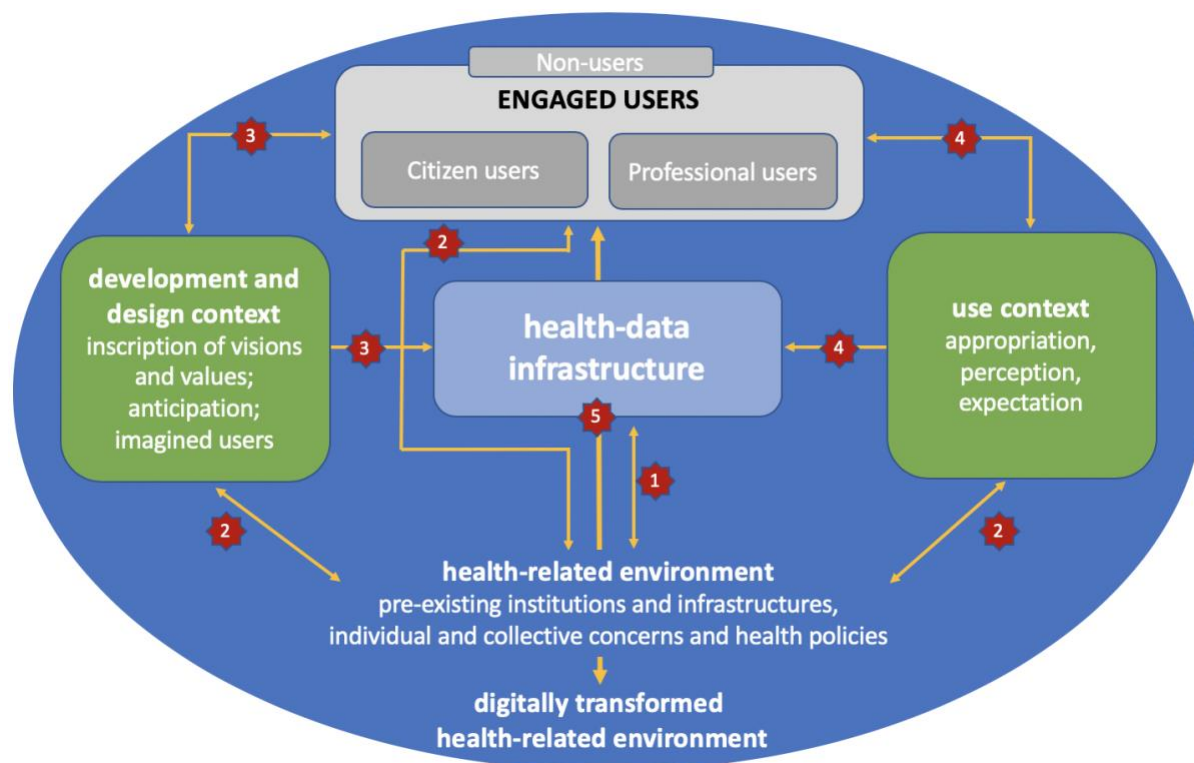 Non-users
ENGAGED USERS
3
4
Citizen users
Professional users
2
development and
design context
inscription of visions
and values;
anticipation;
imagined users
3
health-data
infrastructure
4
use context
appropriation,
perception,
expectation
5
1
2
2
health-related environment
pre-existing institutions and infrastructures,
individual and collective concerns and health policies
digitally transformed
health-related environment